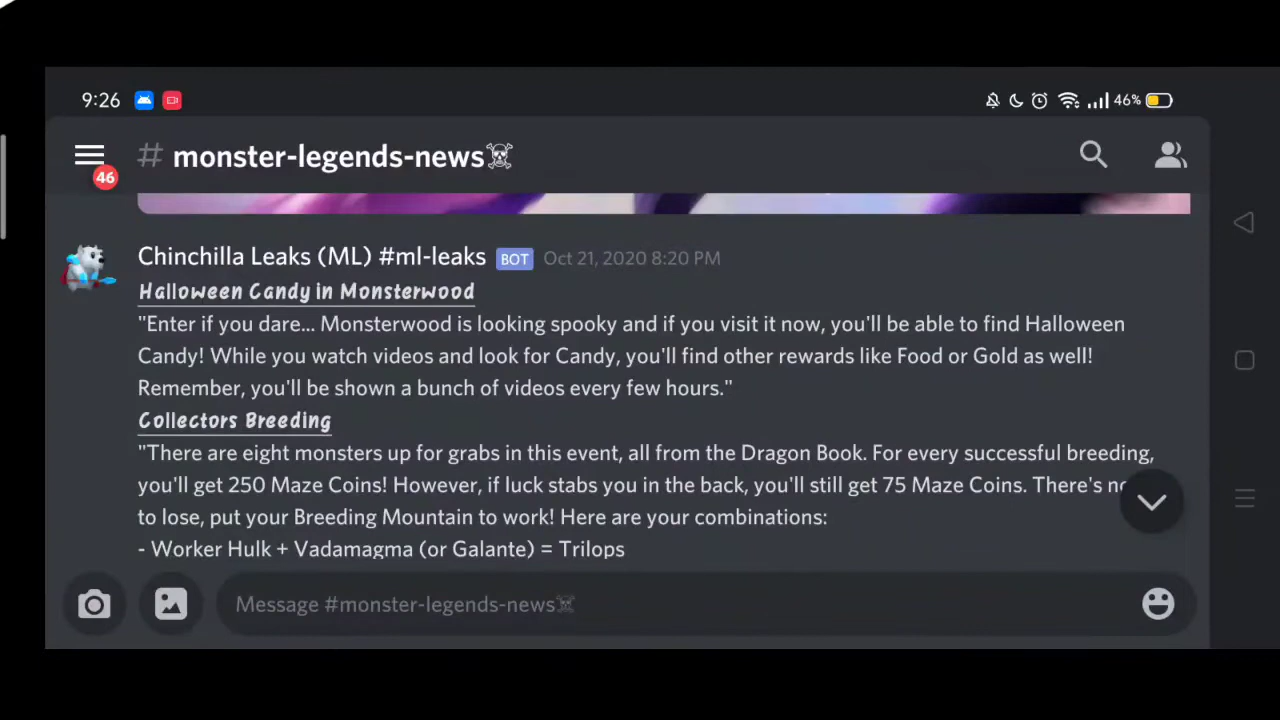 9:26
46%
46
# monster-legends-news☠
Chinchilla Leaks (ML) #ml-leaks BOT Oct 21, 2020 8:20 PM
Halloween Candy in Monsterwood
"Enter if you dare... Monsterwood is looking spooky and if you visit it now, you'll be able to find Halloween
Candy! While you watch videos and look for Candy, you'll find other rewards like Food or Gold as well!
Remember, you'll be shown a bunch of videos every few hours."
Collectors Breeding
"There are eight monsters up for grabs in this event, all from the Dragon Book. For every successful breeding,
you'll get 250 Maze Coins! However, if luck stabs you in the back, you'll still get 75 Maze Coins. There's
to lose, put your Breeding Mountain to work! Here are your combinations:
- Worker Hulk + Vadamagma (or Galante) = Trilops
Message #monster-legends-news☠